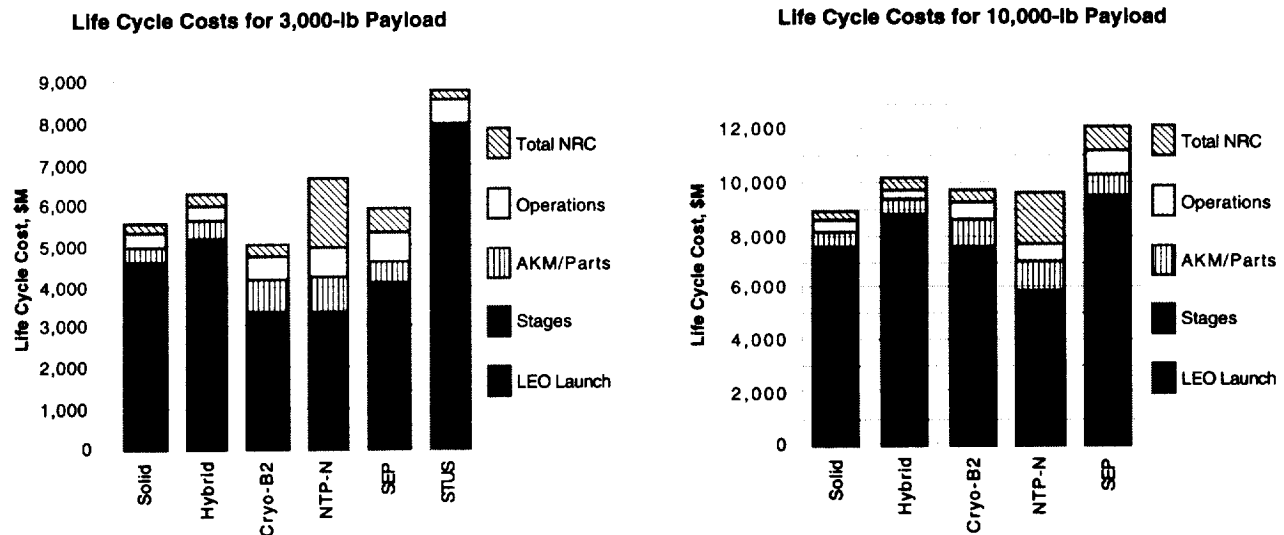 Life Cycle Costs for 3,000-lb Payload
Life Cycle Cost, $M
9,000
8,000
7,000
6,000
5,000
4,000
3,000
2,000
1,000
0
Solid
Hybrid
Cryo-B2
NTP-N
SEP
STUS
Total NRC
Operations
AKM/Parts
Stages
LEO Launch
Life Cycle Costs for 10,000-lb Payload
Life Cycle Cost, $M
12,000
10,000
8,000
6,000
4,000
2,000
0
Solid
Hybrid
Cryo-B2
NTP-N
SEP
Total NRC
Operations
AKM/Parts
Stages
LEO Launch